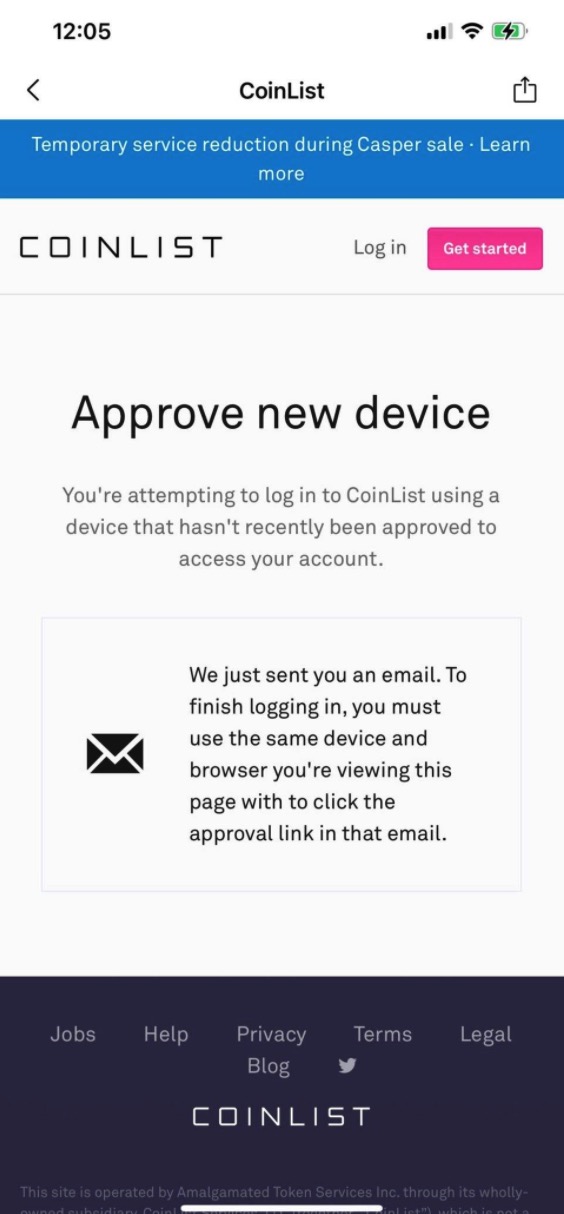 12:05
CoinList
Temporary service reduction during Casper sale · Learn
more
COINLIST
Log in
Get started
Approve new device
You're attempting to log in to CoinList using a
device that hasn't recently been approved to
access your account.
We just sent you an email. To
finish logging in, you must
use the same device and
browser you're viewing this
page with to click the
approval link in that email.
Jobs Help Privacy Terms Legal
Blog
COINLIST
This site is operated by Amalgamated Token Services Inc. through its wholly-
owned subsidiary, which is not a